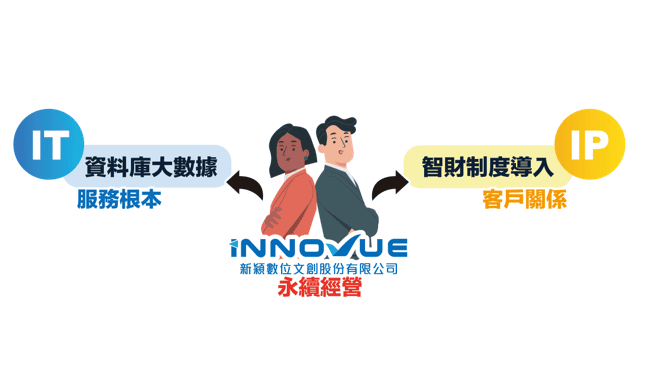 IT
資料庫大數據
服務根本
IP
智財制度導入
客戶關係
INNOVUE
新穎數位文創股份有限公司
永續經營